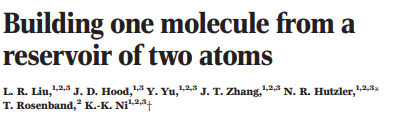 Building one molecule from a
reservoir of two atoms
L. R. Liu,1,2,3 J. D. Hood,1,3 Y. Yu,1,2,3 J. T. Zhang,1,2,3 N. R. Hutzler,1,2,3*
T. Rosenband,2 K.-K. Ni1,2,3†